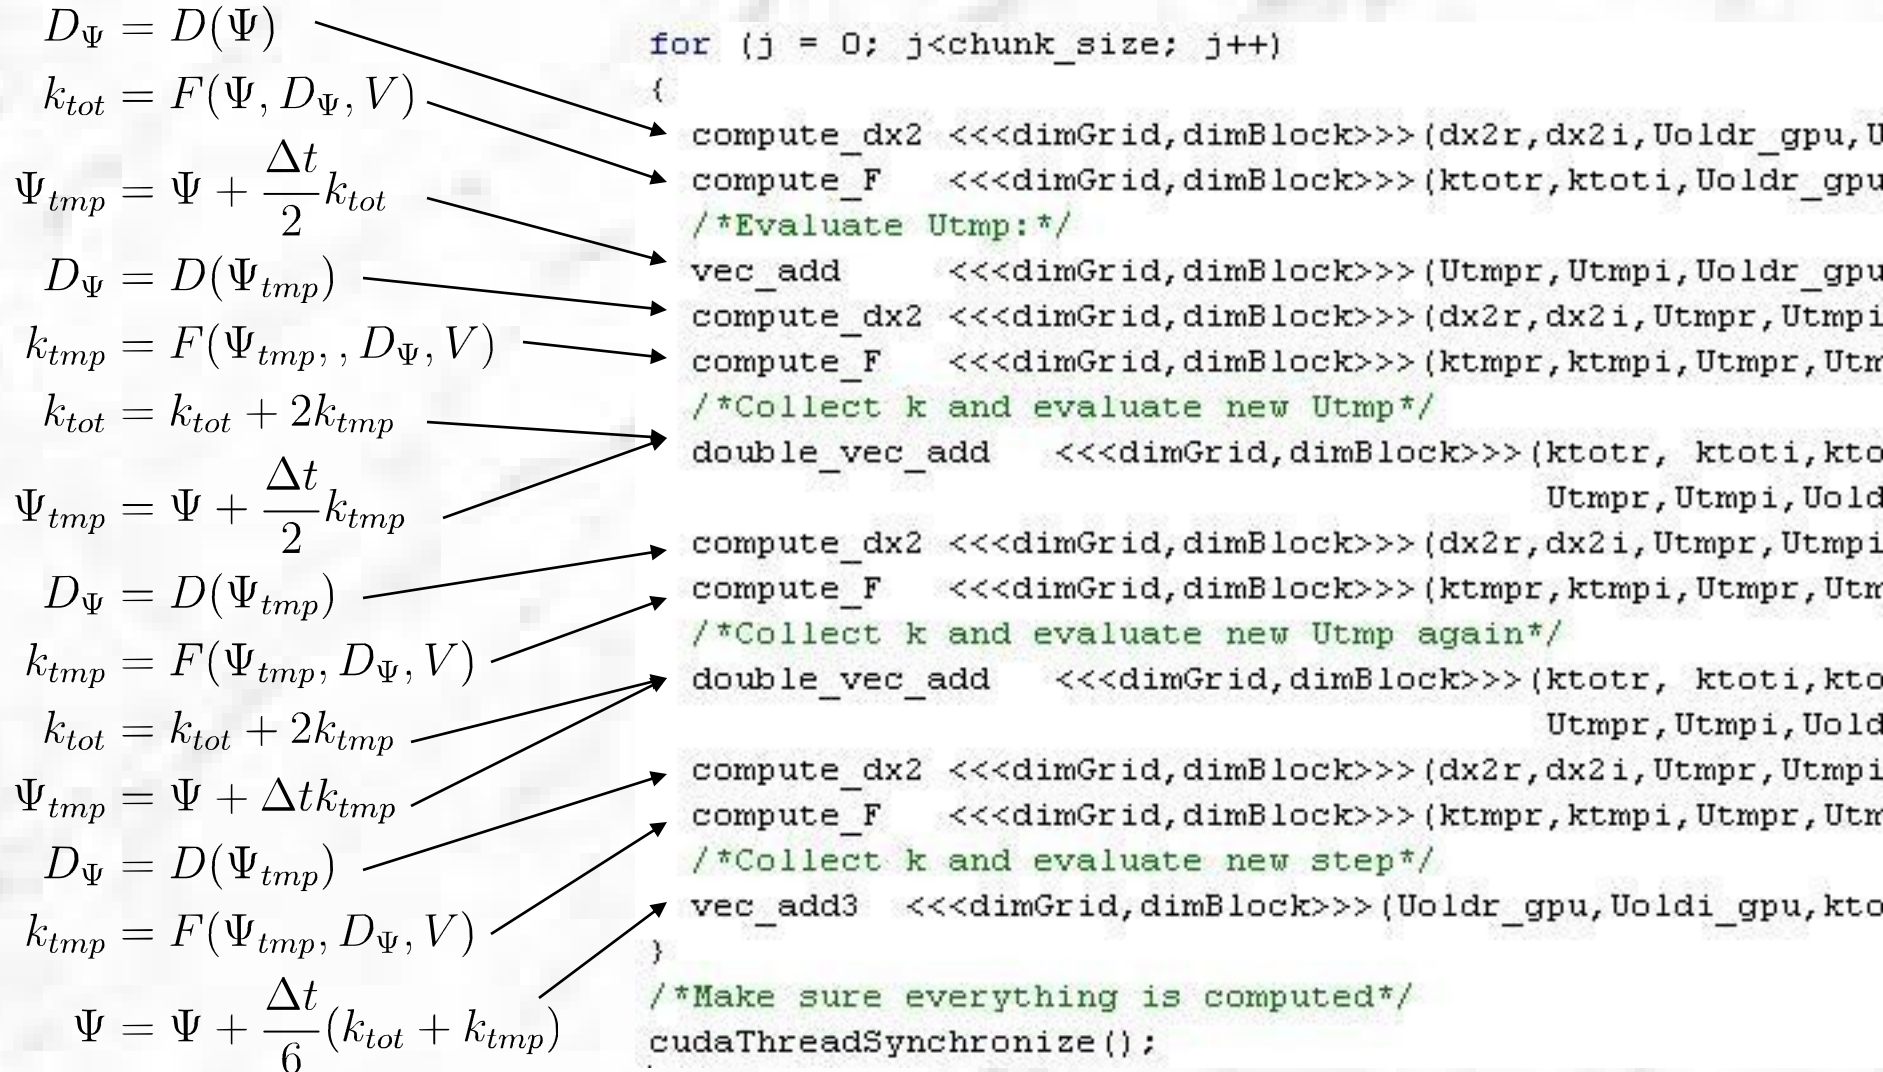 D_Ψ = D(Ψ)
k_tot = F(Ψ, D_Ψ, V)
Ψ_tmp = Ψ + Δt/2 k_tot
D_Ψ = D(Ψ_tmp)
k_tmp = F(Ψ_tmp, , D_Ψ, V)
k_tot = k_tot + 2k_tmp
Ψ_tmp = Ψ + Δt/2 k_tmp
D_Ψ = D(Ψ_tmp)
k_tmp = F(Ψ_tmp, D_Ψ, V)
k_tot = k_tot + 2k_tmp
Ψ_tmp = Ψ + Δtk_tmp
D_Ψ = D(Ψ_tmp)
k_tmp = F(Ψ_tmp, D_Ψ, V)
Ψ = Ψ + Δt/6 (k_tot + k_tmp)
for (j = 0; j<chunk_size; j++)
{
compute_dx2 <<<dimGrid,dimBlock>>>(dx2r,dx2i,Uoldr_gpu,U
compute_F <<<dimGrid,dimBlock>>>(ktotr,ktoti,Uoldr_gpu
/*Evaluate Utmp:*/
vec_add <<<dimGrid,dimBlock>>>(Utmpr,Utmpi,Uoldr_gpu
compute_dx2 <<<dimGrid,dimBlock>>>(dx2r,dx2i,Utmpr,Utmpi
compute_F <<<dimGrid,dimBlock>>>(ktmpr,ktmpi,Utmpr,Utm
/*Collect k and evaluate new Utmp*/
double_vec_add <<<dimGrid,dimBlock>>>(ktotr, ktoti,kto
Utmpr,Utmpi,Uold
compute_dx2 <<<dimGrid,dimBlock>>>(dx2r,dx2i,Utmpr,Utmpi
compute_F <<<dimGrid,dimBlock>>>(ktmpr,ktmpi,Utmpr,Utm
/*Collect k and evaluate new Utmp again*/
double_vec_add <<<dimGrid,dimBlock>>>(ktotr, ktoti,kto
Utmpr,Utmpi,Uold
compute_dx2 <<<dimGrid,dimBlock>>>(dx2r,dx2i,Utmpr,Utmpi
compute_F <<<dimGrid,dimBlock>>>(ktmpr,ktmpi,Utmpr,Utm
/*Collect k and evaluate new step*/
vec_add3 <<<dimGrid,dimBlock>>>(Uoldr_gpu,Uoldi_gpu,kto
}
/*Make sure everything is computed*/
cudaThreadSynchronize();